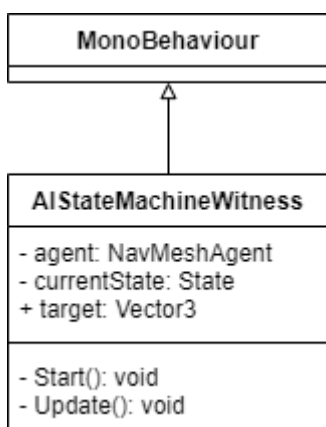 MonoBehaviour
AIStateMachineWitness
- agent: NavMeshAgent
- currentState: State
+ target: Vector3
- Start(): void
- Update(): void